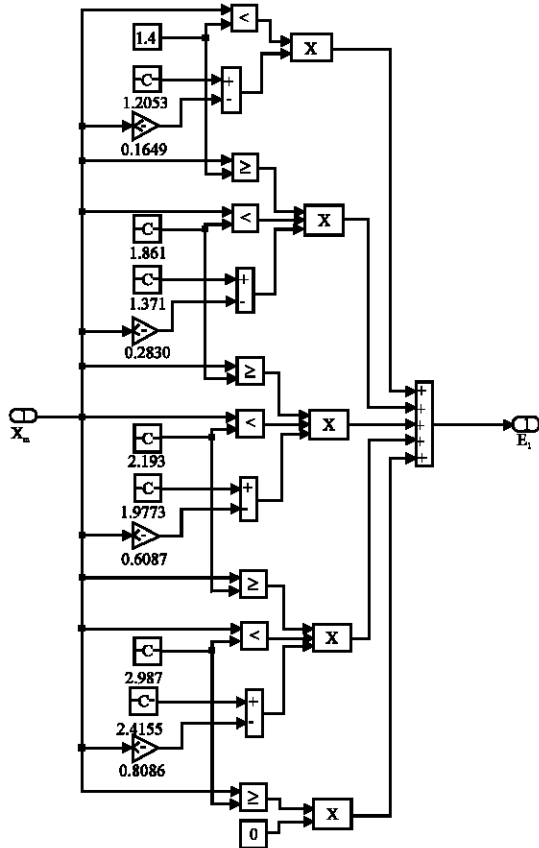 <
1.4
X
C
+
-
1.2053
<-
0.1649
≥
<
X
C
1.861
C
+
-
1.371
<-
0.2830
≥
+
<
+
X
+
Xm
E1
C
+
2.193
+
C
+
-
1.9773
<-
0.6087
≥
<
X
C
2.987
C
+
-
2.4155
<-
0.8086
≥
X
0